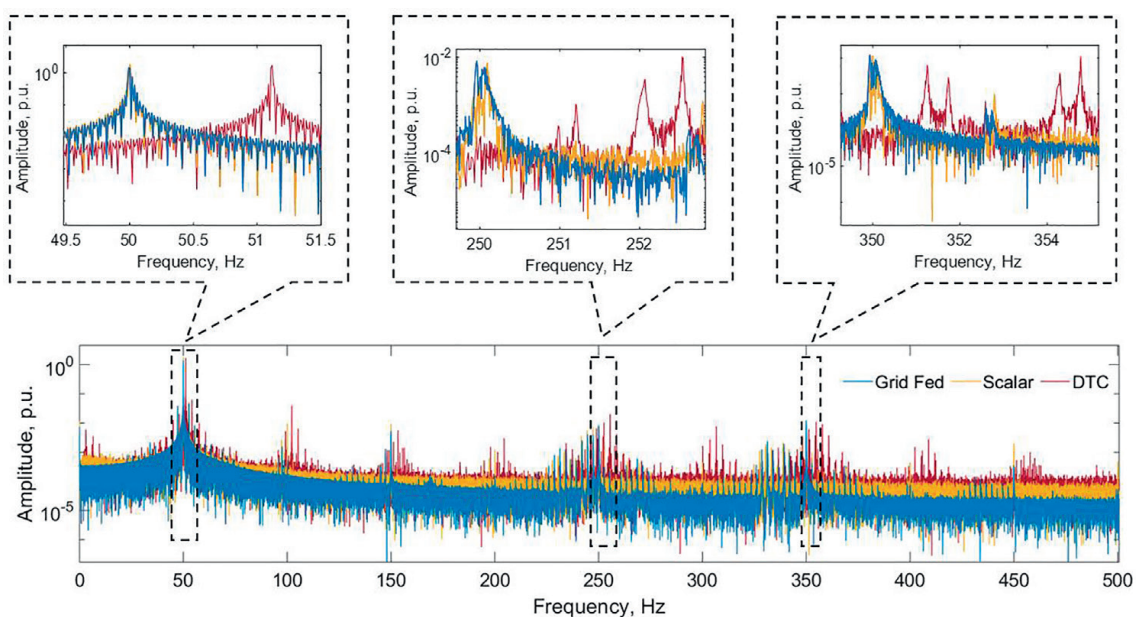 Amplitude, p.u.
10⁰
49.5 50 50.5 51 51.5
Frequency, Hz
Amplitude, p.u.
10⁻²
10⁻⁴
250 251 252
Frequency, Hz
Amplitude, p.u.
10⁻⁵
350 352 354
Frequency, Hz
Amplitude, p.u.
10⁰
10⁻⁵
Grid Fed Scalar DTC
0 50 100 150 200 250 300 350 400 450 500
Frequency, Hz